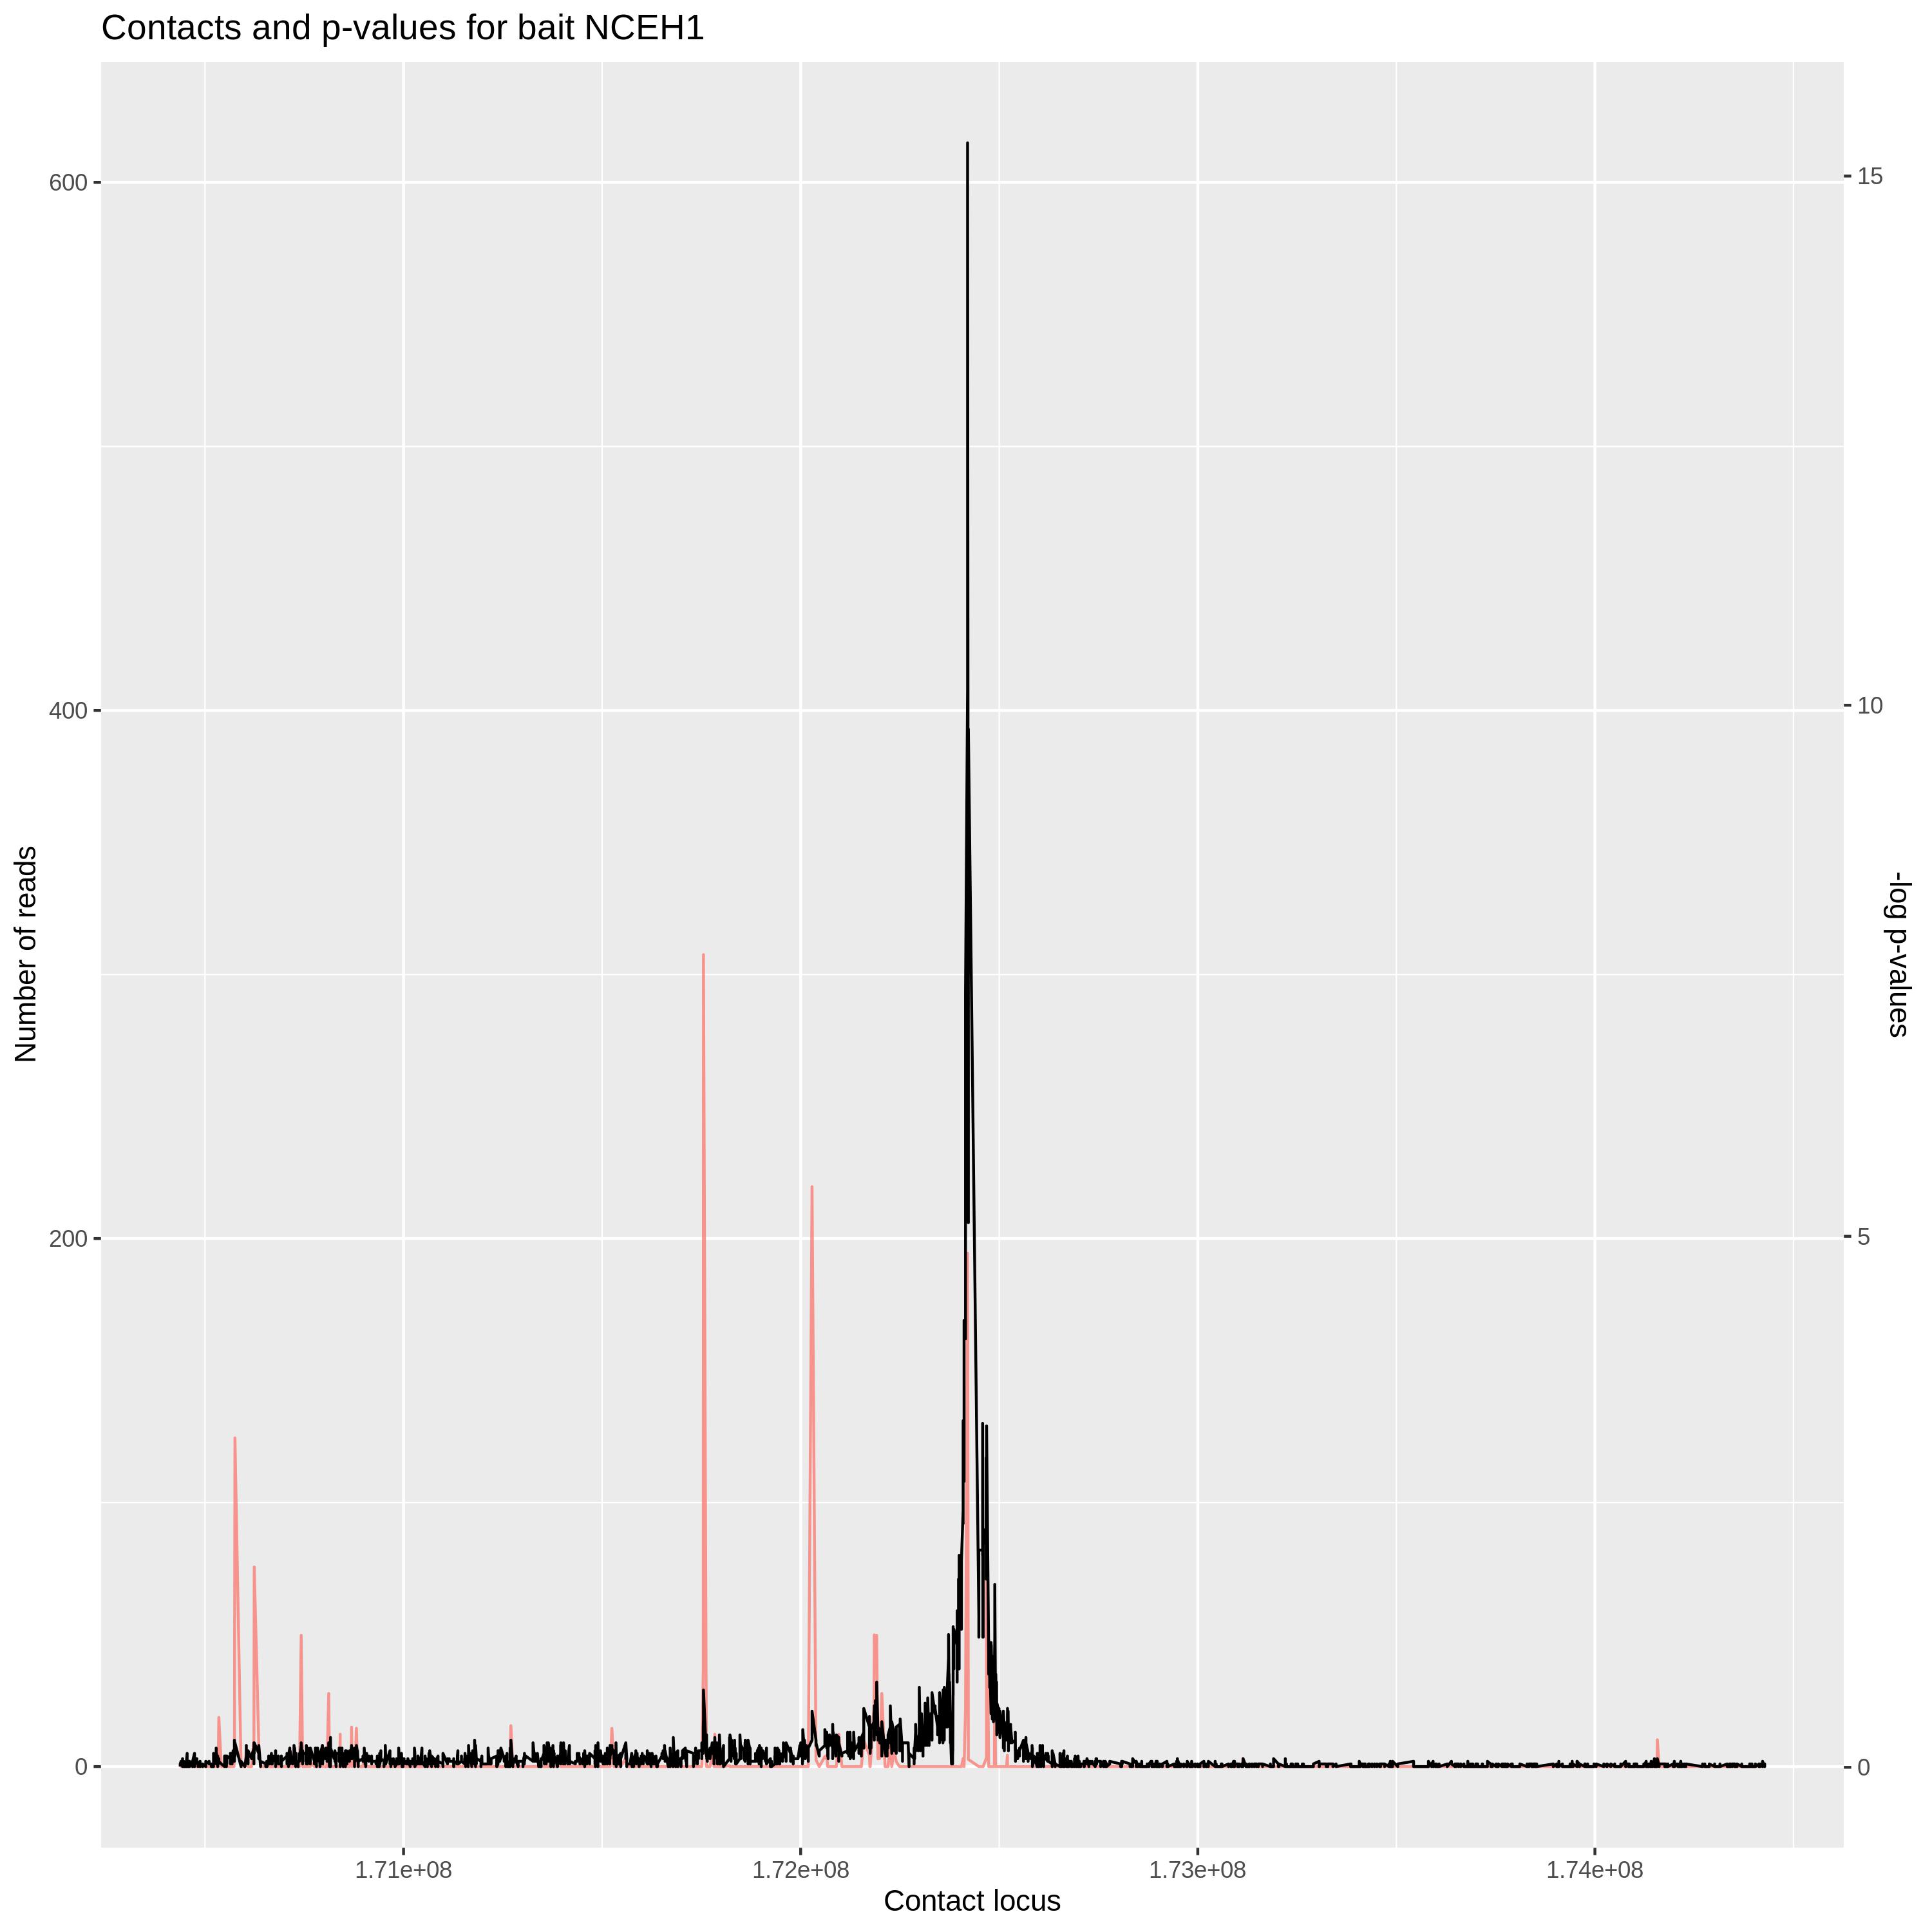 Contacts and p-values for bait NCEH1
600
400
200
0
Number of reads
15
10
5
0
-log p-values
1.71e+08
1.72e+08
1.73e+08
1.74e+08
Contact locus